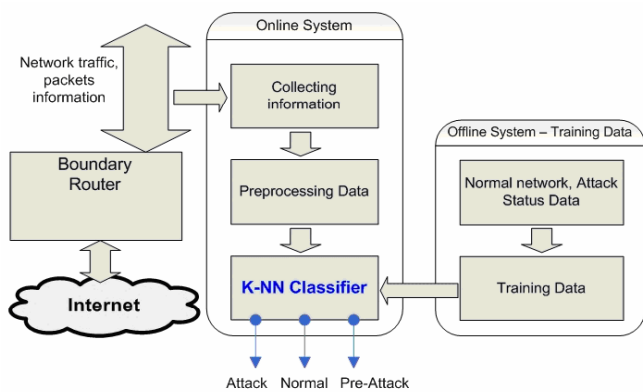 Online System
Network traffic,
packets
information
Collecting
information
Boundary
Router
Preprocessing Data
Internet
K-NN Classifier
Attack Normal Pre-Attack
Offline System – Training Data
Normal network, Attack
Status Data
Training Data